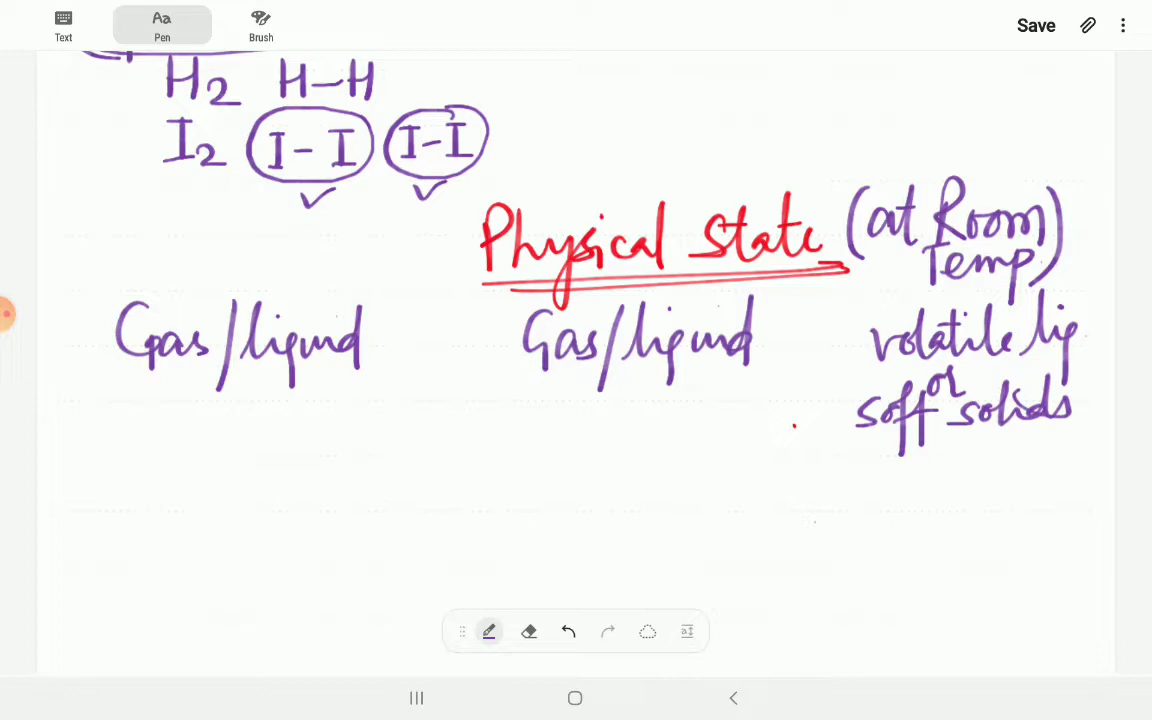 Text Aa Pen Brush Save
H2 H-H
I2 I-I I-I
Physical State (at Room Temp)
Gas/liquid Gas/liquid volatile liq
or
soft solids